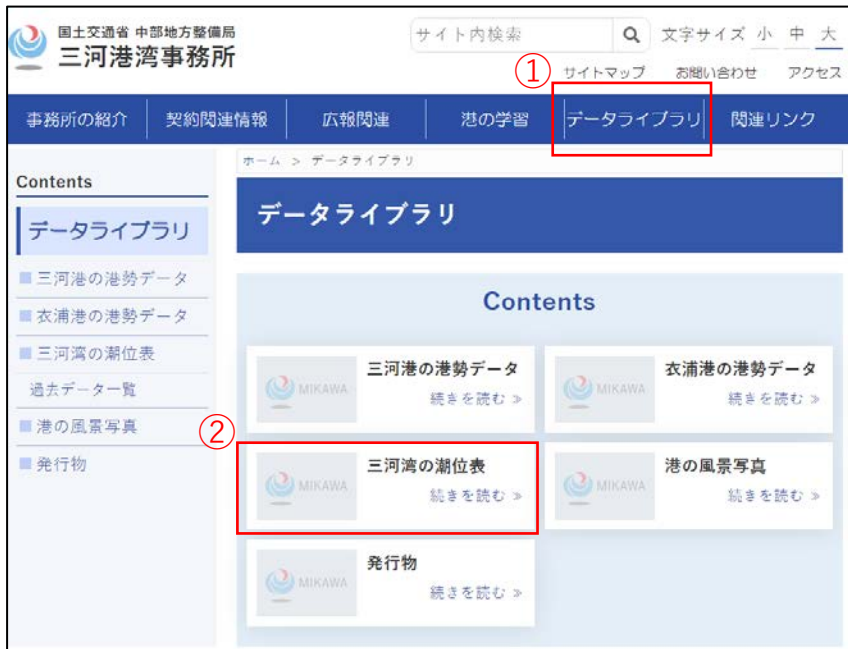 国土交通省 中部地方整備局
三河港湾事務所
サイト内検索
文字サイズ 小 中 大
①
サイトマップ お問い合わせ アクセス
事務所の紹介 契約関連情報 広報関連 港の学習 データライブラリ 関連リンク
ホーム > データライブラリ
Contents
データライブラリ
三河港の港勢データ
衣浦港の港勢データ
三河湾の潮位表
過去データ一覧
港の風景写真
発行物
データライブラリ
Contents
MIKAWA
三河港の港勢データ
続きを読む »
MIKAWA
衣浦港の港勢データ
続きを読む »
②
MIKAWA
三河湾の潮位表
続きを読む »
MIKAWA
港の風景写真
続きを読む »
MIKAWA
発行物
続きを読む »